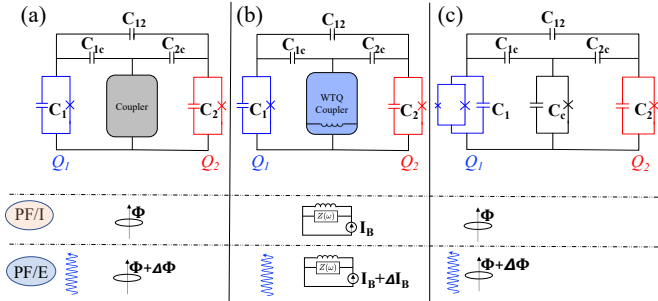 (a)
C12
C1c
C2c
C1
Coupler
C2
Q1
Q2
(b)
C12
C1c
C2c
C1
WTQ
Coupler
C2
Q1
Q2
(c)
C12
C1c
C2c
C1
Cc
C2
Q1
Q2
PF/I
Φ
Z(ω)
IB
Φ
PF/E
Φ+ΔΦ
Z(ω)
IB+ΔIB
Φ+ΔΦ